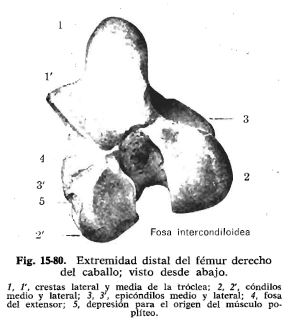 1
1'
3
4
3'
2
5
Fosa intercondiloidea
2'
Fig. 15-80. Extremidad distal del fémur derecho
del caballo; visto desde abajo.
1, 1', crestas lateral y media de la tróclea; 2, 2', cóndilos
medio y lateral; 3, 3', epicóndilos medio y lateral; 4, fosa
del extensor; 5, depresión para el origen del músculo po-
plíteo.